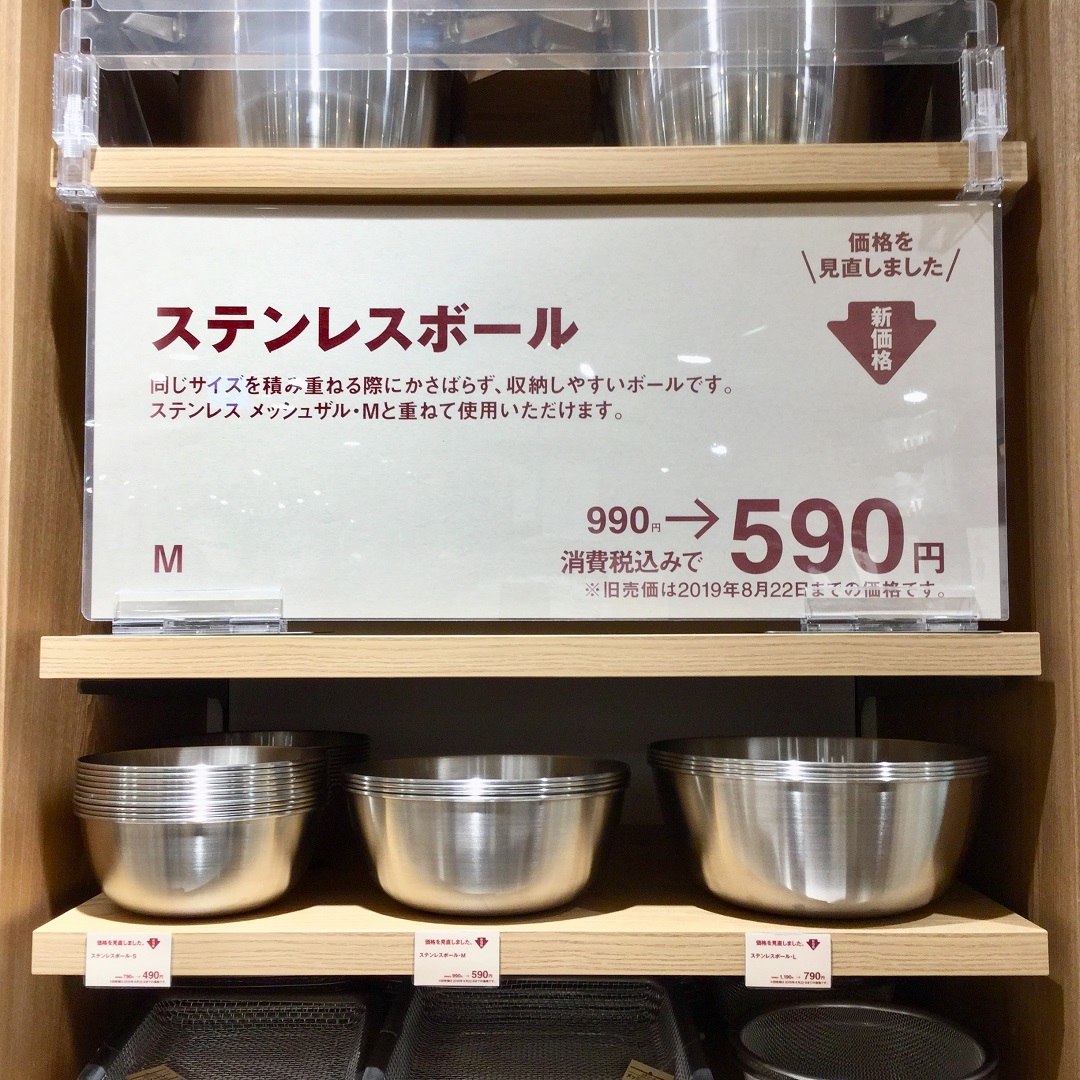 価格を
見直しました
新価格
ステンレスボール
同じサイズを積み重ねる際にかさばらず、収納しやすいボールです。
ステンレス メッシュザル・Mと重ねて使用いただけます。
990円→590円
消費税込みで
M
※旧売価は2019年8月22日までの価格です。
価格を見直しました。
ステンレスボール・S
790円→490円
価格を見直しました。
ステンレスボール・M
990円→590円
価格を見直しました。
ステンレスボール・L
1,190円→790円